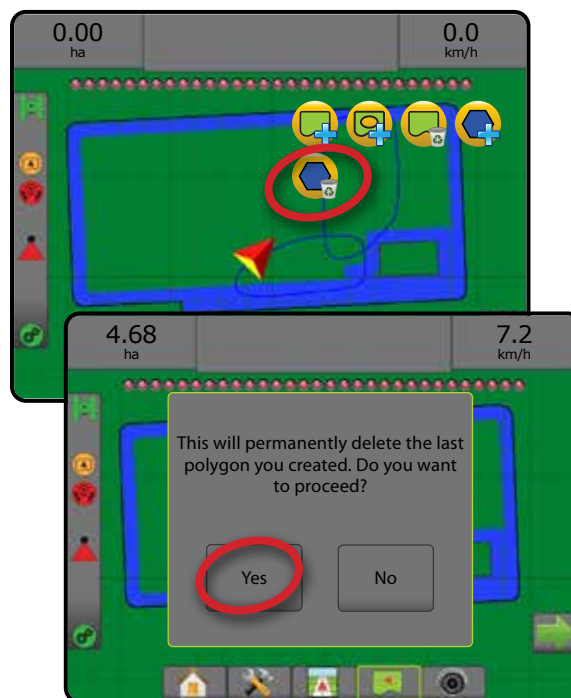 0.00
ha
0.0
km/h
4.68
ha
7.2
km/h
This will permanently delete the last
polygon you created. Do you want
to proceed?
Yes
No